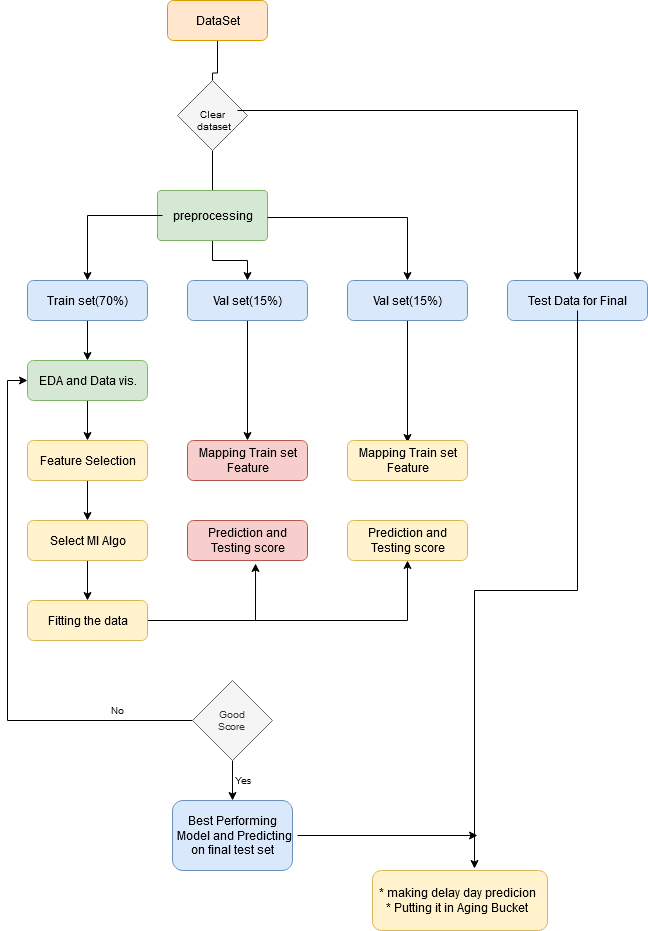 DataSet
Clear
dataset
preprocessing
Train set(70%)
Val set(15%)
Val set(15%)
Test Data for Final
EDA and Data vis.
Feature Selection
Mapping Train set
Feature
Mapping Train set
Feature
Select Ml Algo
Prediction and
Testing score
Prediction and
Testing score
Fitting the data
No
Good
Score
Yes
Best Performing
Model and Predicting
on final test set
* making delay day predicion
* Putting it in Aging Bucket